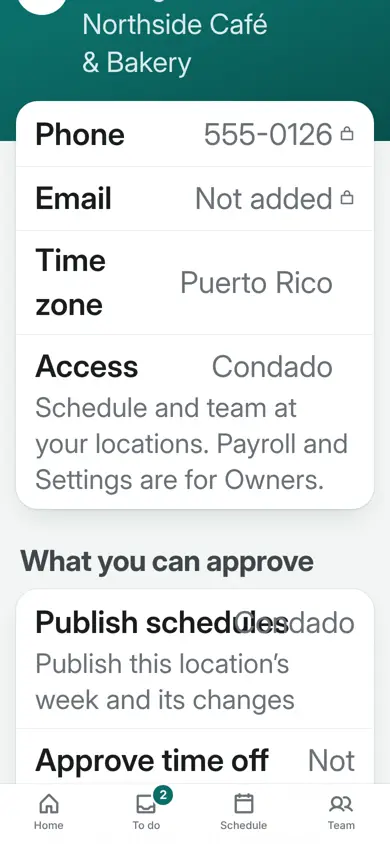 Northside Café
& Bakery
Phone 555-0126
Email Not added
Time
zone
Puerto Rico
Access Condado
Schedule and team at
your locations. Payroll and
Settings are for Owners.
What you can approve
Publish schedules Condado
Publish this location’s
week and its changes
Approve time off Not
2
Home To do Schedule Team